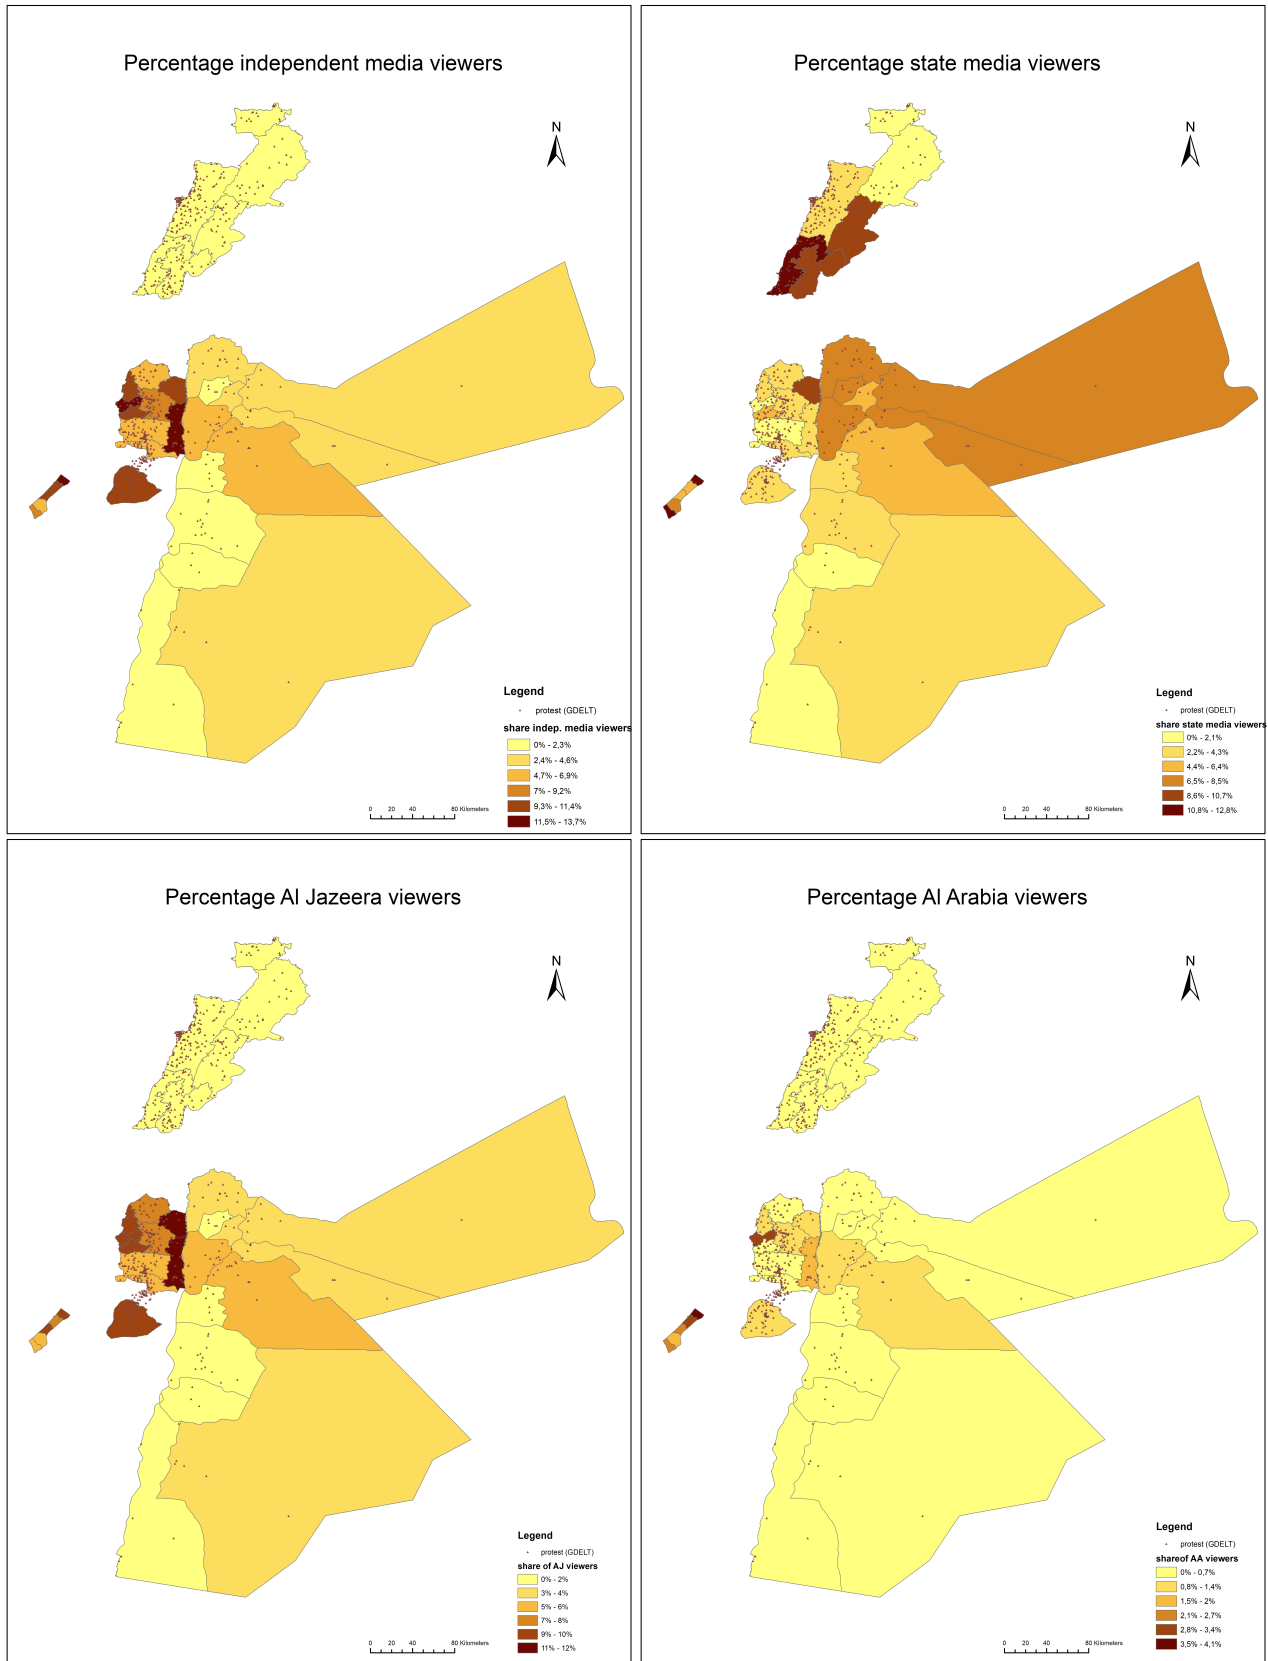 Percentage independent media viewers
N
Legend
protest (GDELT)
share indep. media viewers
0% - 2,3%
2,4% - 4,6%
4,7% - 6,9%
7% - 9,2%
9,3% - 11,4%
11,5% - 13,7%
0 20 40 80 Kilometers
Percentage state media viewers
N
Legend
protest (GDELT)
share state media viewers
0% - 2,1%
2,2% - 4,3%
4,4% - 6,4%
6,5% - 8,5%
8,6% - 10,7%
10,8% - 12,8%
0 20 40 80 Kilometers
Percentage Al Jazeera viewers
N
Legend
protest (GDELT)
share of AJ viewers
0% - 2%
3% - 4%
5% - 6%
7% - 8%
9% - 10%
11% - 12%
0 20 40 80 Kilometers
Percentage Al Arabia viewers
N
Legend
protest (GDELT)
shareof AA viewers
0% - 0,7%
0,8% - 1,4%
1,5% - 2%
2,1% - 2,7%
2,8% - 3,4%
3,5% - 4,1%
0 20 40 80 Kilometers